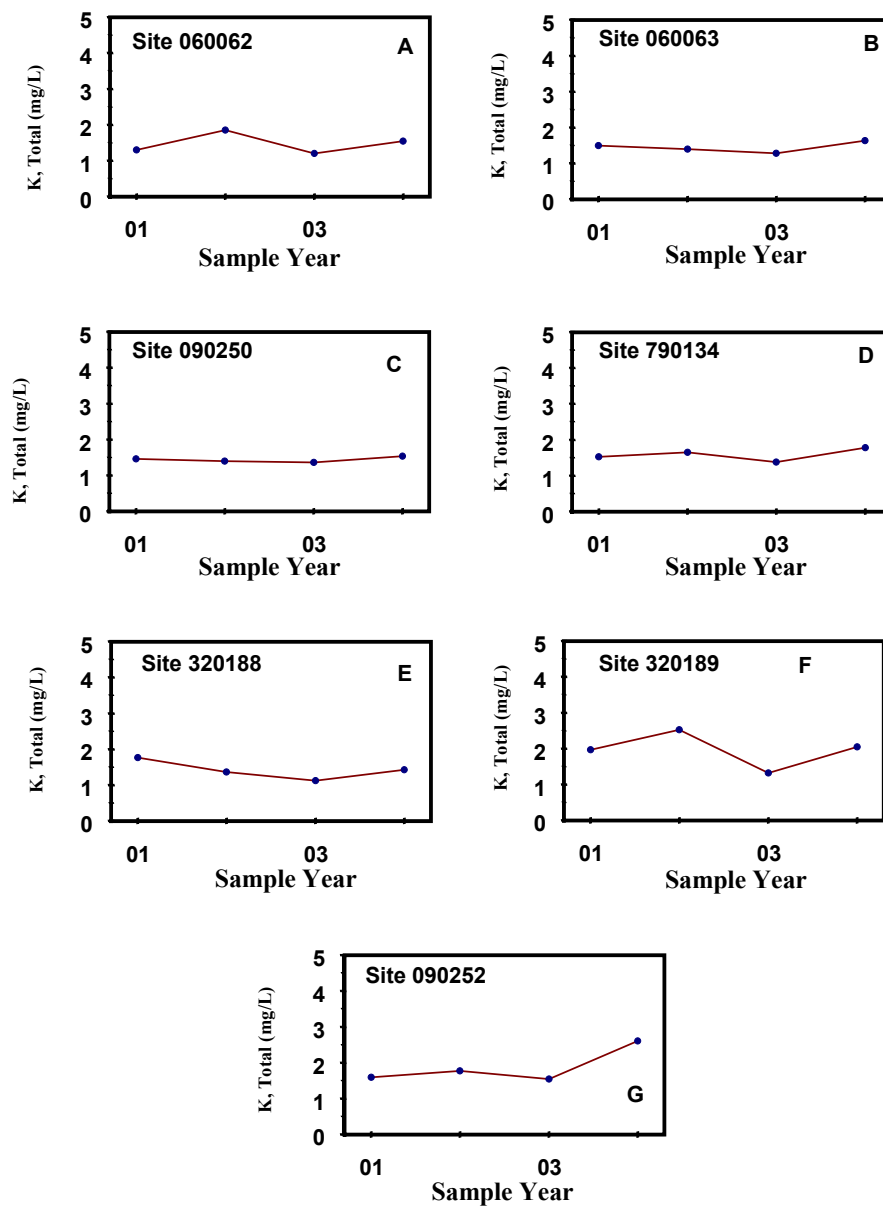 Site 060062
A
K, Total (mg/L)
5
4
3
2
1
0
01
03
Sample Year
Site 060063
B
K, Total (mg/L)
5
4
3
2
1
0
01
03
Sample Year
Site 090250
C
K, Total (mg/L)
5
4
3
2
1
0
01
03
Sample Year
Site 790134
D
K, Total (mg/L)
5
4
3
2
1
0
01
03
Sample Year
Site 320188
E
K, Total (mg/L)
5
4
3
2
1
0
01
03
Sample Year
Site 320189
F
K, Total (mg/L)
5
4
3
2
1
0
01
03
Sample Year
Site 090252
G
K, Total (mg/L)
5
4
3
2
1
0
01
03
Sample Year